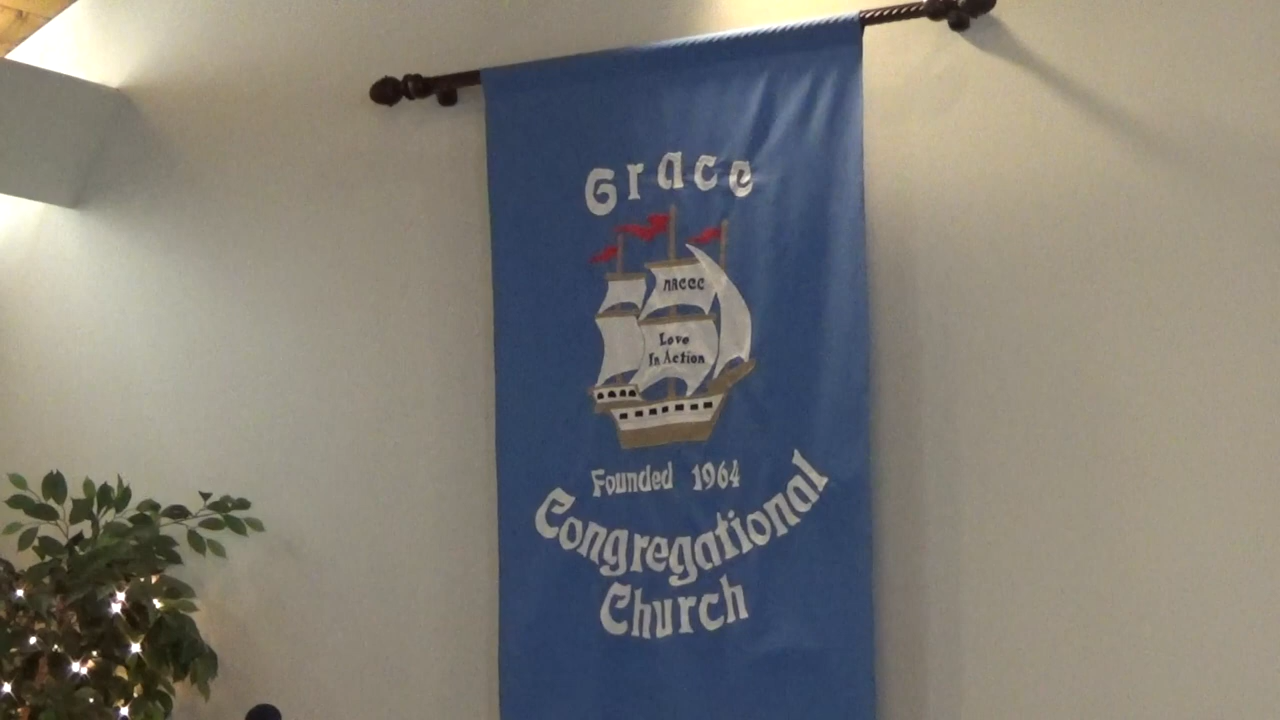 Grace
NACCC
Love
In Action
Founded 1964
Congregational
Church